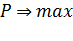 P ⇒ max